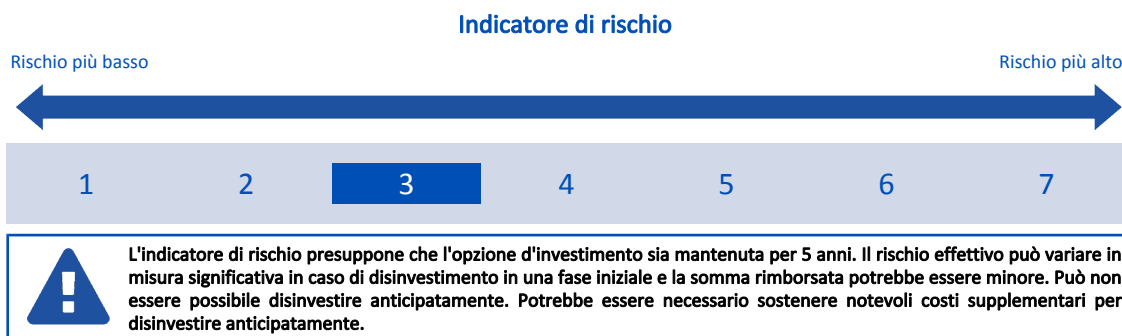 Indicatore di rischio
Rischio più basso Rischio più alto
1 2 3 4 5 6 7
L'indicatore di rischio presuppone che l'opzione d'investimento sia mantenuta per 5 anni. Il rischio effettivo può variare in
misura significativa in caso di disinvestimento in una fase iniziale e la somma rimborsata potrebbe essere minore. Può non
essere possibile disinvestire anticipatamente. Potrebbe essere necessario sostenere notevoli costi supplementari per
disinvestire anticipatamente.